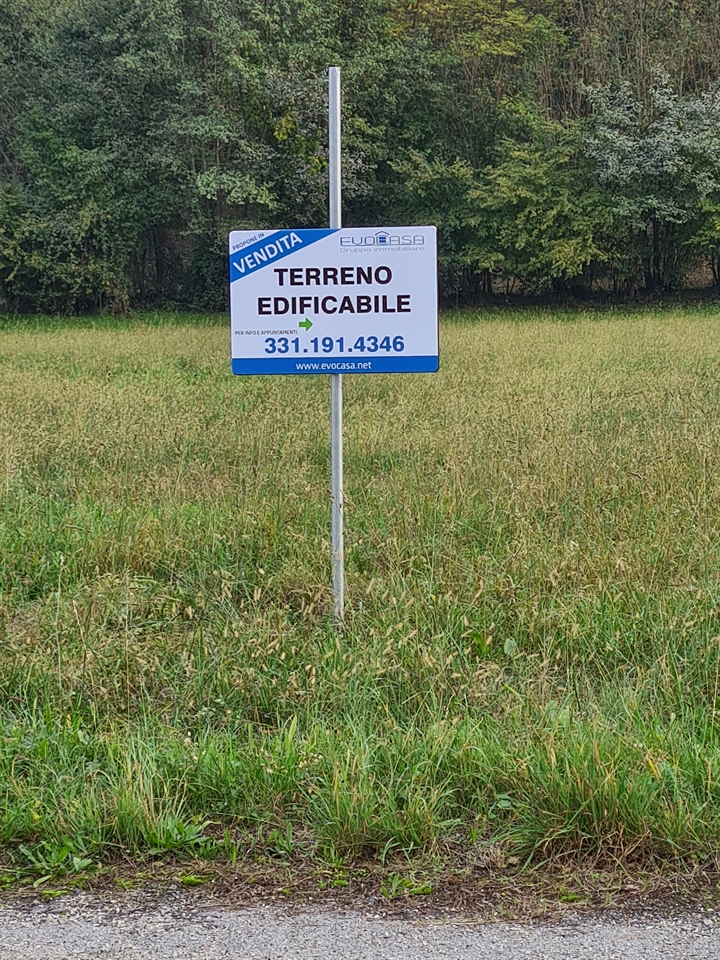 PROPONE IN
VENDITA
EVOCASA
Gruppo immobiliare
TERRENO
EDIFICABILE
PER INFO E APPUNTAMENTI
331.191.4346
www.evocasa.net